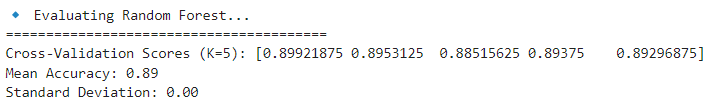 🔹 Evaluating Random Forest...
========================================
Cross-Validation Scores (K=5): [0.89921875 0.8953125  0.88515625 0.89375    0.89296875]
Mean Accuracy: 0.89
Standard Deviation: 0.00